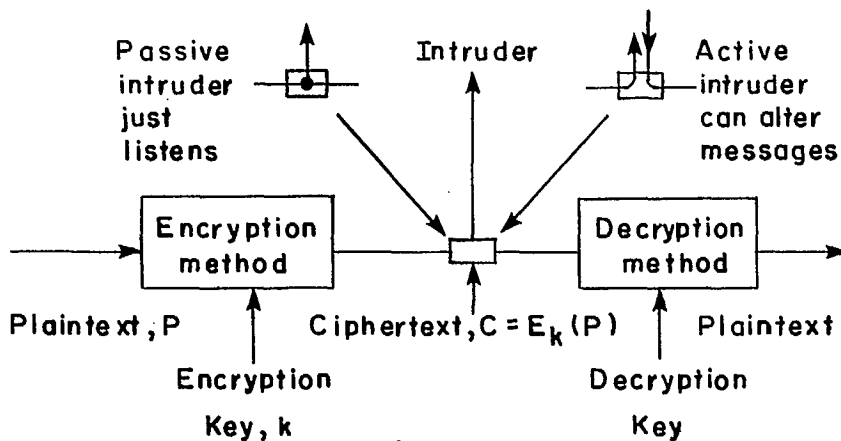 Passive
intruder
just
listens
Intruder
Active
intruder
can alter
messages
Encryption
method
Decryption
method
Plaintext, P
Ciphertext, C = E_k (P)
Plaintext
Encryption
Key, k
Decryption
Key